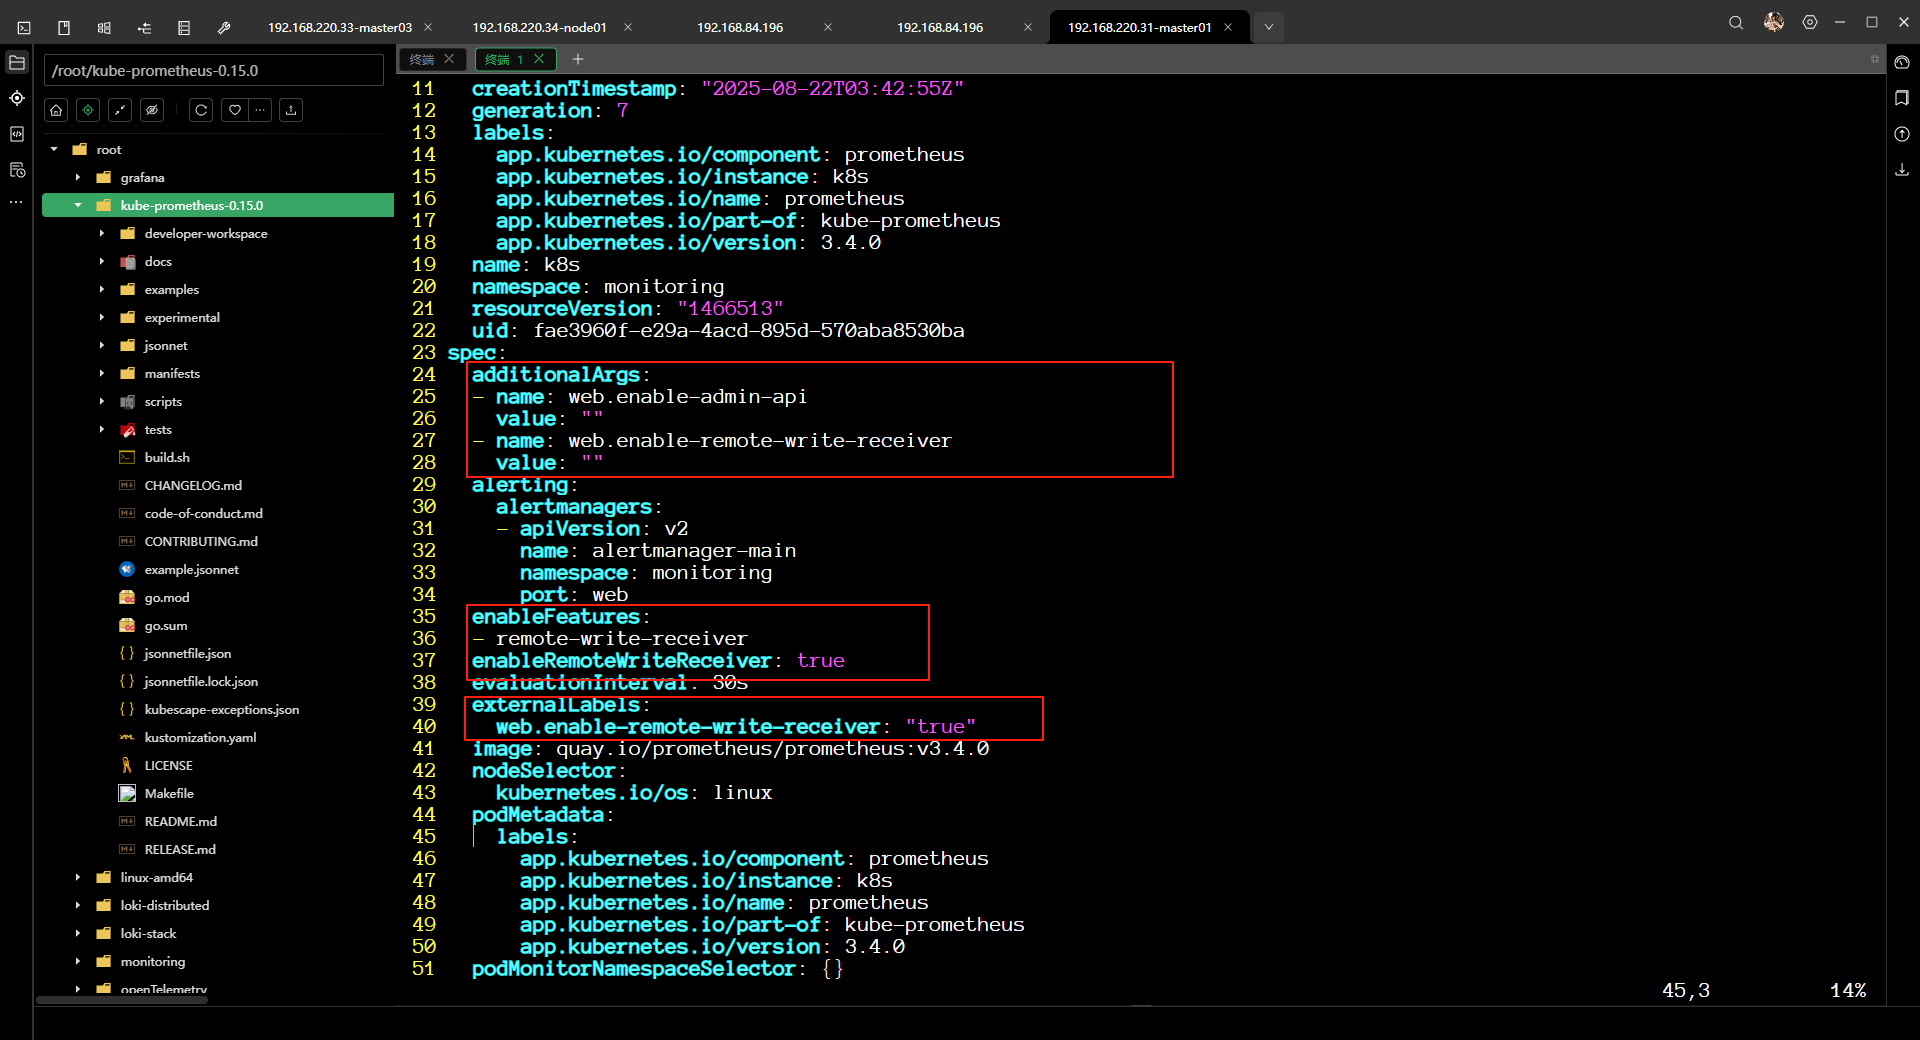 192.168.220.33-master03
192.168.220.34-node01
192.168.84.196
192.168.84.196
192.168.220.31-master01
/root/kube-prometheus-0.15.0
终端
终端 1
root
grafana
kube-prometheus-0.15.0
developer-workspace
docs
examples
experimental
jsonnet
manifests
scripts
tests
build.sh
CHANGELOG.md
code-of-conduct.md
CONTRIBUTING.md
example.jsonnet
go.mod
go.sum
jsonnetfile.json
jsonnetfile.lock.json
kubescape-exceptions.json
kustomization.yaml
LICENSE
Makefile
README.md
RELEASE.md
linux-amd64
loki-distributed
loki-stack
monitoring
openTelemetry
11 creationTimestamp: "2025-08-22T03:42:55Z"
12 generation: 7
13 labels:
14 app.kubernetes.io/component: prometheus
15 app.kubernetes.io/instance: k8s
16 app.kubernetes.io/name: prometheus
17 app.kubernetes.io/part-of: kube-prometheus
18 app.kubernetes.io/version: 3.4.0
19 name: k8s
20 namespace: monitoring
21 resourceVersion: "1466513"
22 uid: fae3960f-e29a-4acd-895d-570aba8530ba
23 spec:
24 additionalArgs:
25 - name: web.enable-admin-api
26 value: ""
27 - name: web.enable-remote-write-receiver
28 value: ""
29 alerting:
30 alertmanagers:
31 - apiVersion: v2
32 name: alertmanager-main
33 namespace: monitoring
34 port: web
35 enableFeatures:
36 - remote-write-receiver
37 enableRemoteWriteReceiver: true
38 evaluationInterval: 30s
39 externalLabels:
40 web.enable-remote-write-receiver: "true"
41 image: quay.io/prometheus/prometheus:v3.4.0
42 nodeSelector:
43 kubernetes.io/os: linux
44 podMetadata:
45 labels:
46 app.kubernetes.io/component: prometheus
47 app.kubernetes.io/instance: k8s
48 app.kubernetes.io/name: prometheus
49 app.kubernetes.io/part-of: kube-prometheus
50 app.kubernetes.io/version: 3.4.0
51 podMonitorNamespaceSelector: {}
45,3 14%